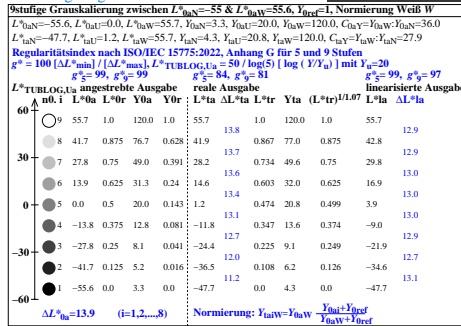 9stufige Grauskalierung zwischen L*0aN=−55 & L*0aW=55.6, Y0ref=1, Normierung Weiß W
L*0aN=−55.6, L*0aU=0.0, L*0aW=55.7, Y0aN=3.3, Y0aU=20.0, Y0aW=120.0, C0aY=Y0aW:Y0aN=36.0
L*taN=−47.7, L*taU=1.2, L*taW=55.7, YtaN=4.3, YtaU=20.8, YtaW=120.0, CtaY=YtaW:YtaN=27.9
Regularitätsindex nach ISO/IEC 15775:2022, Anhang G für 5 und 9 Stufen
g* = 100 [ΔL*min] / [ΔL*max], L*TUBLOG,Ua = 50 / log(5) [ log ( Y/Yu) ] mit Yu=20
g*5= 99, g*9= 99 g*5= 84, g*9= 81 g*5= 99, g*9= 97
L*TUBLOG,Ua angestrebte Ausgabe reale Ausgabe linearisierte Ausgabe
n0. i L*0a L*0r Y0a Y0r L*ta ΔL*ta L*tr Yta (L*tr)1/1.07 L*la ΔL*la
9 55.7 1.0 120.0 1.0 55.7 1.0 120.0 1.0 55.7
13.8 12.9
8 41.7 0.875 76.7 0.628 41.9 0.867 77.0 0.875 42.8
60
13.7 12.9
7 27.8 0.75 49.0 0.391 28.2 0.734 49.6 0.75 29.8
30
13.6 12.9
6 13.9 0.625 31.3 0.24 14.6 0.603 32.0 0.625 16.9
13.4 13.0
5 0.0 0.5 20.0 0.143 1.2 0.474 20.8 0.499 3.9
0
13.1 13.0
4 −13.8 0.375 12.8 0.081 −11.8 0.347 13.6 0.374 −9.0
12.7 12.9
3 −27.8 0.25 8.1 0.041 −24.4 0.225 9.1 0.249 −21.9
−30
12.0 12.7
2 −41.7 0.125 5.2 0.016 −36.5 0.108 6.2 0.126 −34.6
11.2 13.1
1 −55.6 0.0 3.3 0.0 −47.7 0.0 4.3 0.0 −47.7
−60
ΔL*0a=13.9 (i=1,2,...,8) Normierung: YtaiW=Y0aW (Y0ai+Y0ref)/(Y0aW+Y0ref)